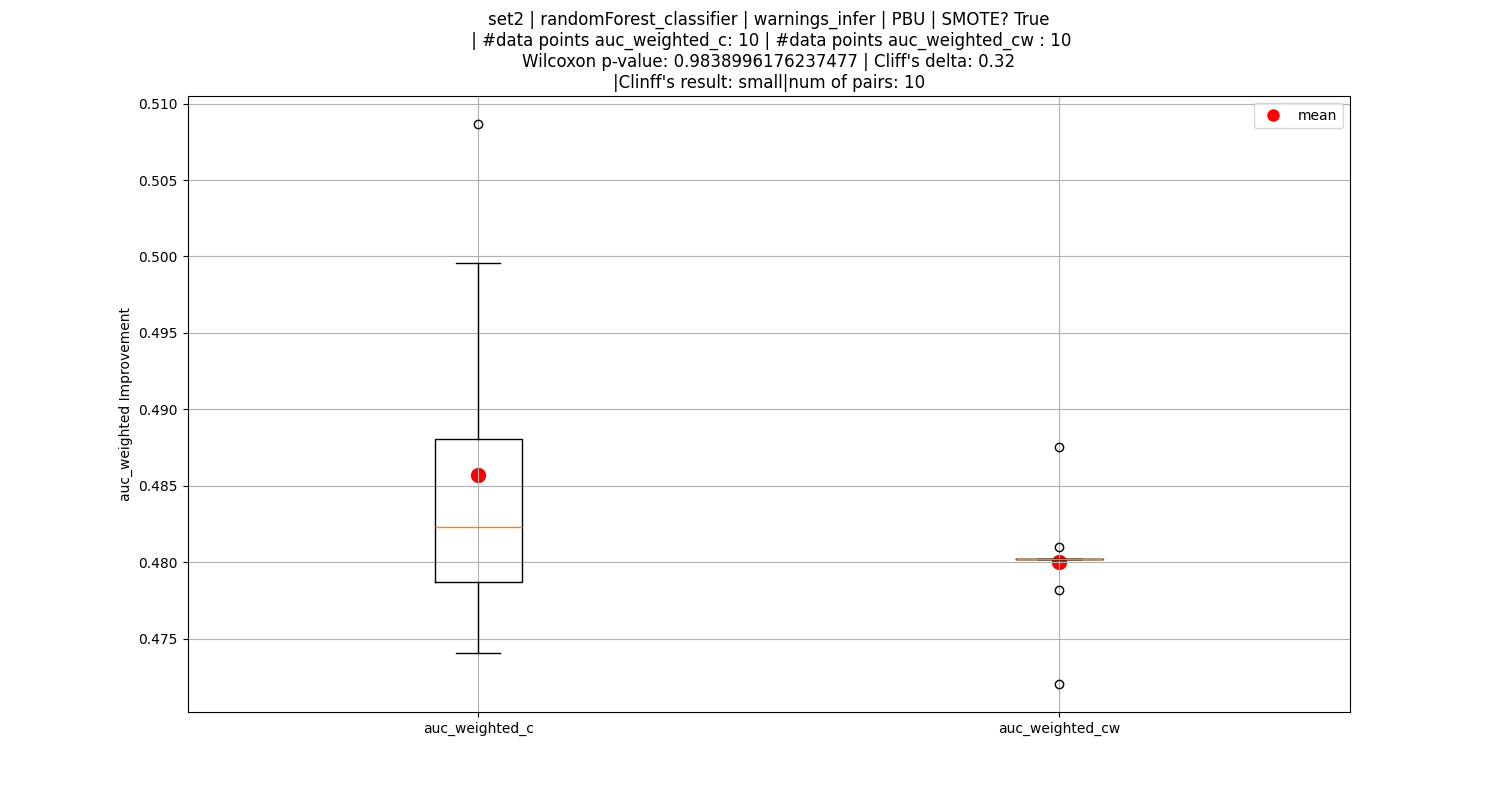 set2 | randomForest_classifier | warnings_infer | PBU | SMOTE? True
| #data points auc_weighted_c: 10 | #data points auc_weighted_cw : 10
Wilcoxon p-value: 0.9838996176237477 | Cliff's delta: 0.32
|Clinff's result: small|num of pairs: 10
mean
0.510
0.505
0.500
0.495
0.490
0.485
0.480
0.475
auc_weighted Improvement
auc_weighted_c
auc_weighted_cw